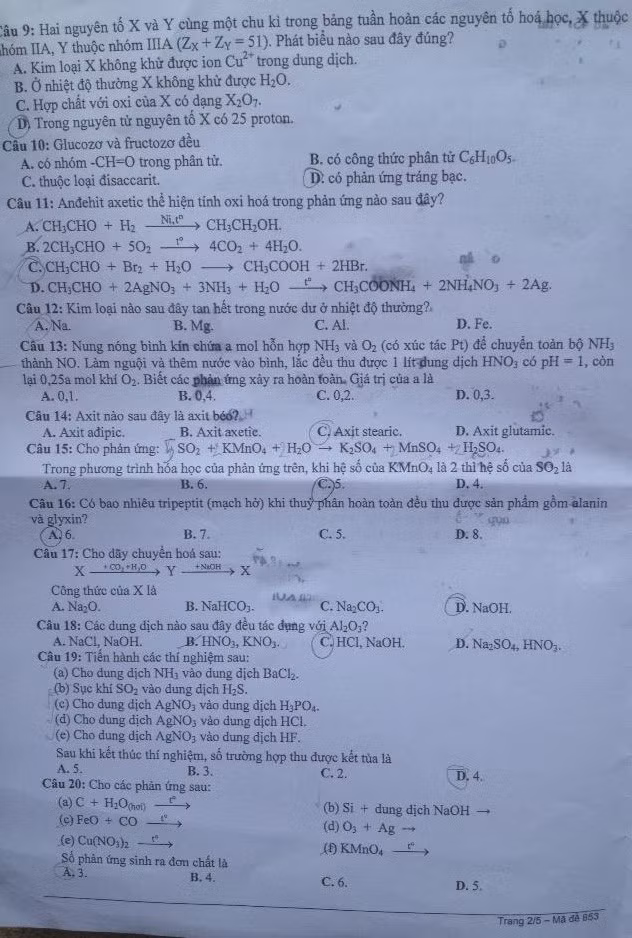 Câu 9: Hai nguyên tố X và Y cùng một chu kì trong bảng tuần hoàn các nguyên tố hoá học, X thuộc
nhóm IIA, Y thuộc nhóm IIIA (Z_X + Z_Y = 51). Phát biểu nào sau đây đúng?
A. Kim loại X không khử được ion Cu²⁺ trong dung dịch.
B. Ở nhiệt độ thường X không khử được H₂O.
C. Hợp chất với oxi của X có dạng X₂O₇.
D. Trong nguyên tử nguyên tố X có 25 proton.
Câu 10: Glucozơ và fructozơ đều
A. có nhóm -CH=O trong phân tử. B. có công thức phân tử C₆H₁₀O₅.
C. thuộc loại đisaccarit. D. có phản ứng tráng bạc.
Câu 11: Anđehit axetic thể hiện tính oxi hoá trong phản ứng nào sau đây?
A. CH₃CHO + H₂ —Ni,t°→ CH₃CH₂OH.
B. 2CH₃CHO + 5O₂ —t°→ 4CO₂ + 4H₂O.
C. CH₃CHO + Br₂ + H₂O ⟶ CH₃COOH + 2HBr.
D. CH₃CHO + 2AgNO₃ + 3NH₃ + H₂O —t°→ CH₃COONH₄ + 2NH₄NO₃ + 2Ag.
Câu 12: Kim loại nào sau đây tan hết trong nước dư ở nhiệt độ thường?
A. Na. B. Mg. C. Al. D. Fe.
Câu 13: Nung nóng bình kín chứa a mol hỗn hợp NH₃ và O₂ (có xúc tác Pt) để chuyển toàn bộ NH₃
thành NO. Làm nguội và thêm nước vào bình, lắc đều thu được 1 lít dung dịch HNO₃ có pH = 1, còn
lại 0,25a mol khí O₂. Biết các phản ứng xảy ra hoàn toàn. Giá trị của a là
A. 0,1. B. 0,4. C. 0,2. D. 0,3.
Câu 14: Axit nào sau đây là axit béo?
A. Axit ađipic. B. Axit axetic. C. Axit stearic. D. Axit glutamic.
Câu 15: Cho phản ứng: SO₂ + KMnO₄ + H₂O → K₂SO₄ + MnSO₄ + H₂SO₄.
Trong phương trình hóa học của phản ứng trên, khi hệ số của KMnO₄ là 2 thì hệ số của SO₂ là
A. 7. B. 6. C. 5. D. 4.
Câu 16: Có bao nhiêu tripeptit (mạch hở) khi thuỷ phân hoàn toàn đều thu được sản phẩm gồm alanin
và glyxin?
A. 6. B. 7. C. 5. D. 8.
Câu 17: Cho dãy chuyển hoá sau:
X —+CO₂+H₂O→ Y —+NaOH→ X
Công thức của X là
A. Na₂O. B. NaHCO₃. C. Na₂CO₃. D. NaOH.
Câu 18: Các dung dịch nào sau đây đều tác dụng với Al₂O₃?
A. NaCl, NaOH. B. HNO₃, KNO₃. C. HCl, NaOH. D. Na₂SO₄, HNO₃.
Câu 19: Tiến hành các thí nghiệm sau:
(a) Cho dung dịch NH₃ vào dung dịch BaCl₂.
(b) Sục khí SO₂ vào dung dịch H₂S.
(c) Cho dung dịch AgNO₃ vào dung dịch H₃PO₄.
(d) Cho dung dịch AgNO₃ vào dung dịch HCl.
(e) Cho dung dịch AgNO₃ vào dung dịch HF.
Sau khi kết thúc thí nghiệm, số trường hợp thu được kết tủa là
A. 5. B. 3. C. 2. D. 4.
Câu 20: Cho các phản ứng sau:
(a) C + H₂O(hơi) —t°→ (b) Si + dung dịch NaOH →
(c) FeO + CO —t°→ (d) O₃ + Ag →
(e) Cu(NO₃)₂ —t°→ (f) KMnO₄ —t°→
Số phản ứng sinh ra đơn chất là
A. 3. B. 4. C. 6. D. 5.
Trang 2/5 – Mã đề 853